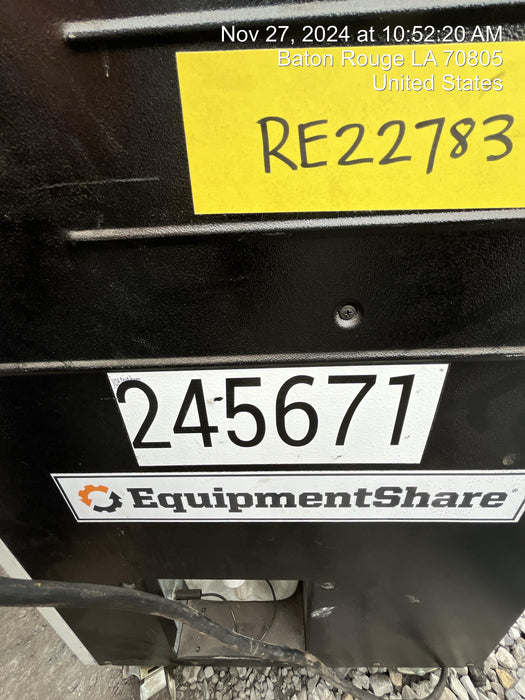 Nov 27, 2024 at 10:52:20 AM
Baton Rouge LA 70805
United States
RE22783
245671
EquipmentShare